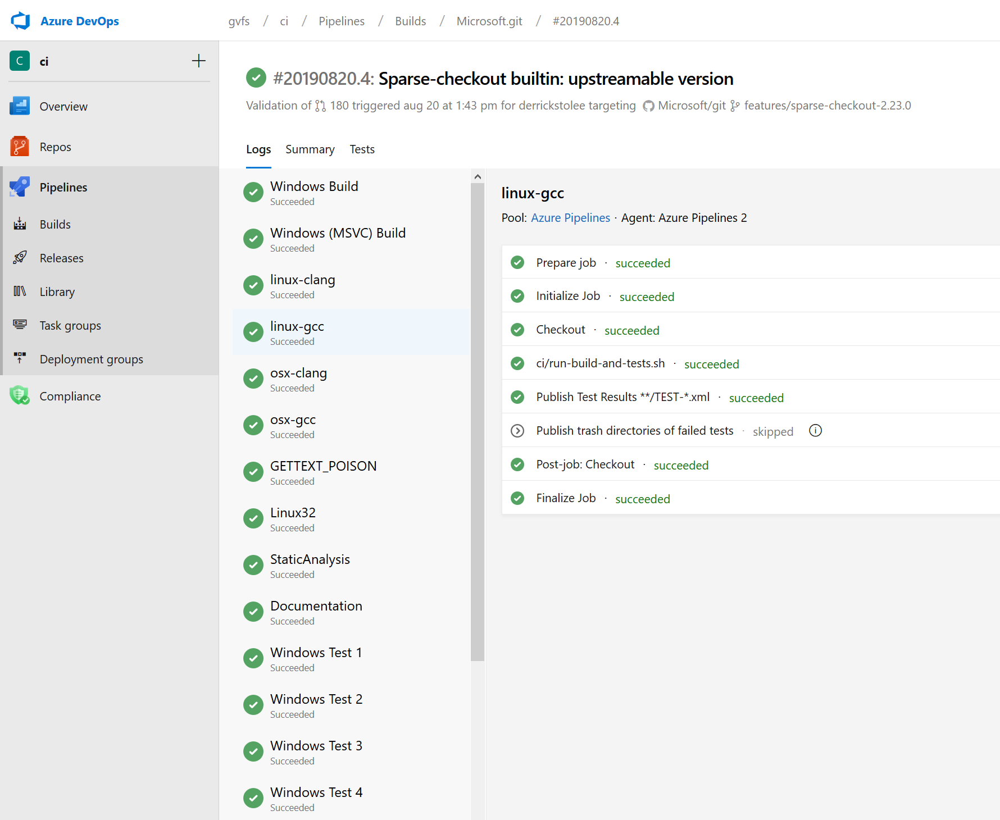 Azure DevOps
gvfs / ci / Pipelines / Builds / Microsoft.git / #20190820.4
C ci
Overview
Repos
Pipelines
Builds
Releases
Library
Task groups
Deployment groups
Compliance
#20190820.4: Sparse-checkout builtin: upstreamable version
Validation of 180 triggered aug 20 at 1:43 pm for derrickstolee targeting Microsoft/git features/sparse-checkout-2.23.0
Logs Summary Tests
Windows Build
Succeeded
Windows (MSVC) Build
Succeeded
linux-clang
Succeeded
linux-gcc
Succeeded
osx-clang
Succeeded
osx-gcc
Succeeded
GETTEXT_POISON
Succeeded
Linux32
Succeeded
StaticAnalysis
Succeeded
Documentation
Succeeded
Windows Test 1
Succeeded
Windows Test 2
Succeeded
Windows Test 3
Succeeded
Windows Test 4
Succeeded
linux-gcc
Pool: Azure Pipelines · Agent: Azure Pipelines 2
Prepare job · succeeded
Initialize Job · succeeded
Checkout · succeeded
ci/run-build-and-tests.sh · succeeded
Publish Test Results **/TEST-*.xml · succeeded
Publish trash directories of failed tests · skipped
Post-job: Checkout · succeeded
Finalize Job · succeeded